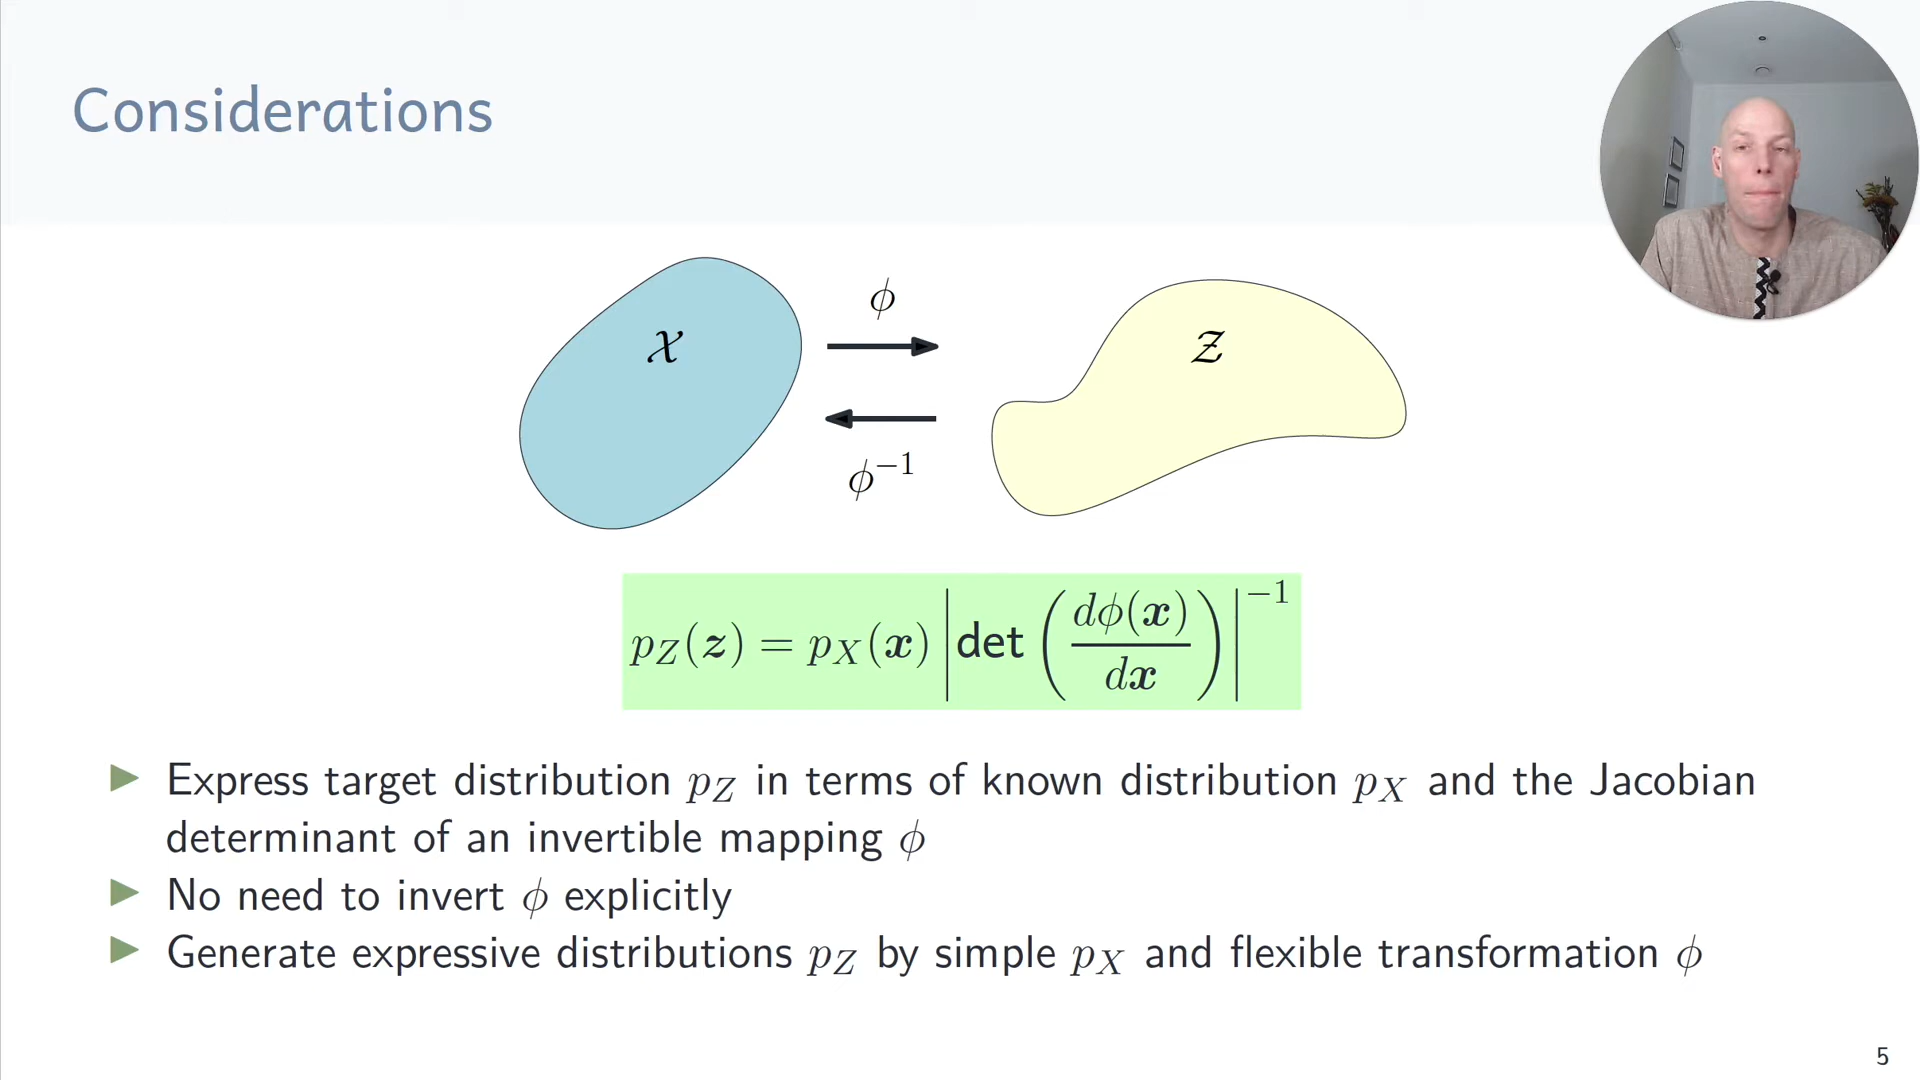 Considerations
𝒳
ϕ
𝒵
ϕ⁻¹
p_Z(𝒛) = p_X(𝒙) |det (dϕ(𝒙)/d𝒙)|⁻¹
Express target distribution p_Z in terms of known distribution p_X and the Jacobian
determinant of an invertible mapping ϕ
No need to invert ϕ explicitly
Generate expressive distributions p_Z by simple p_X and flexible transformation ϕ
5